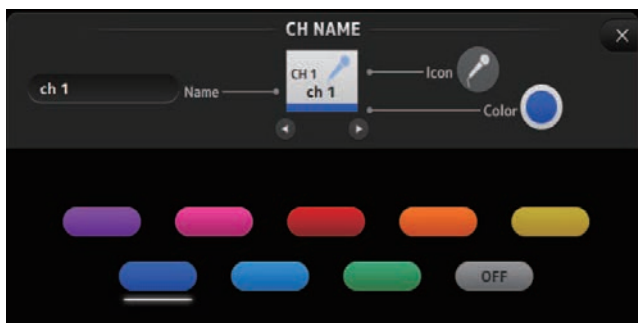 CH NAME
ch 1
Name
CH 1
ch 1
Icon
Color
OFF